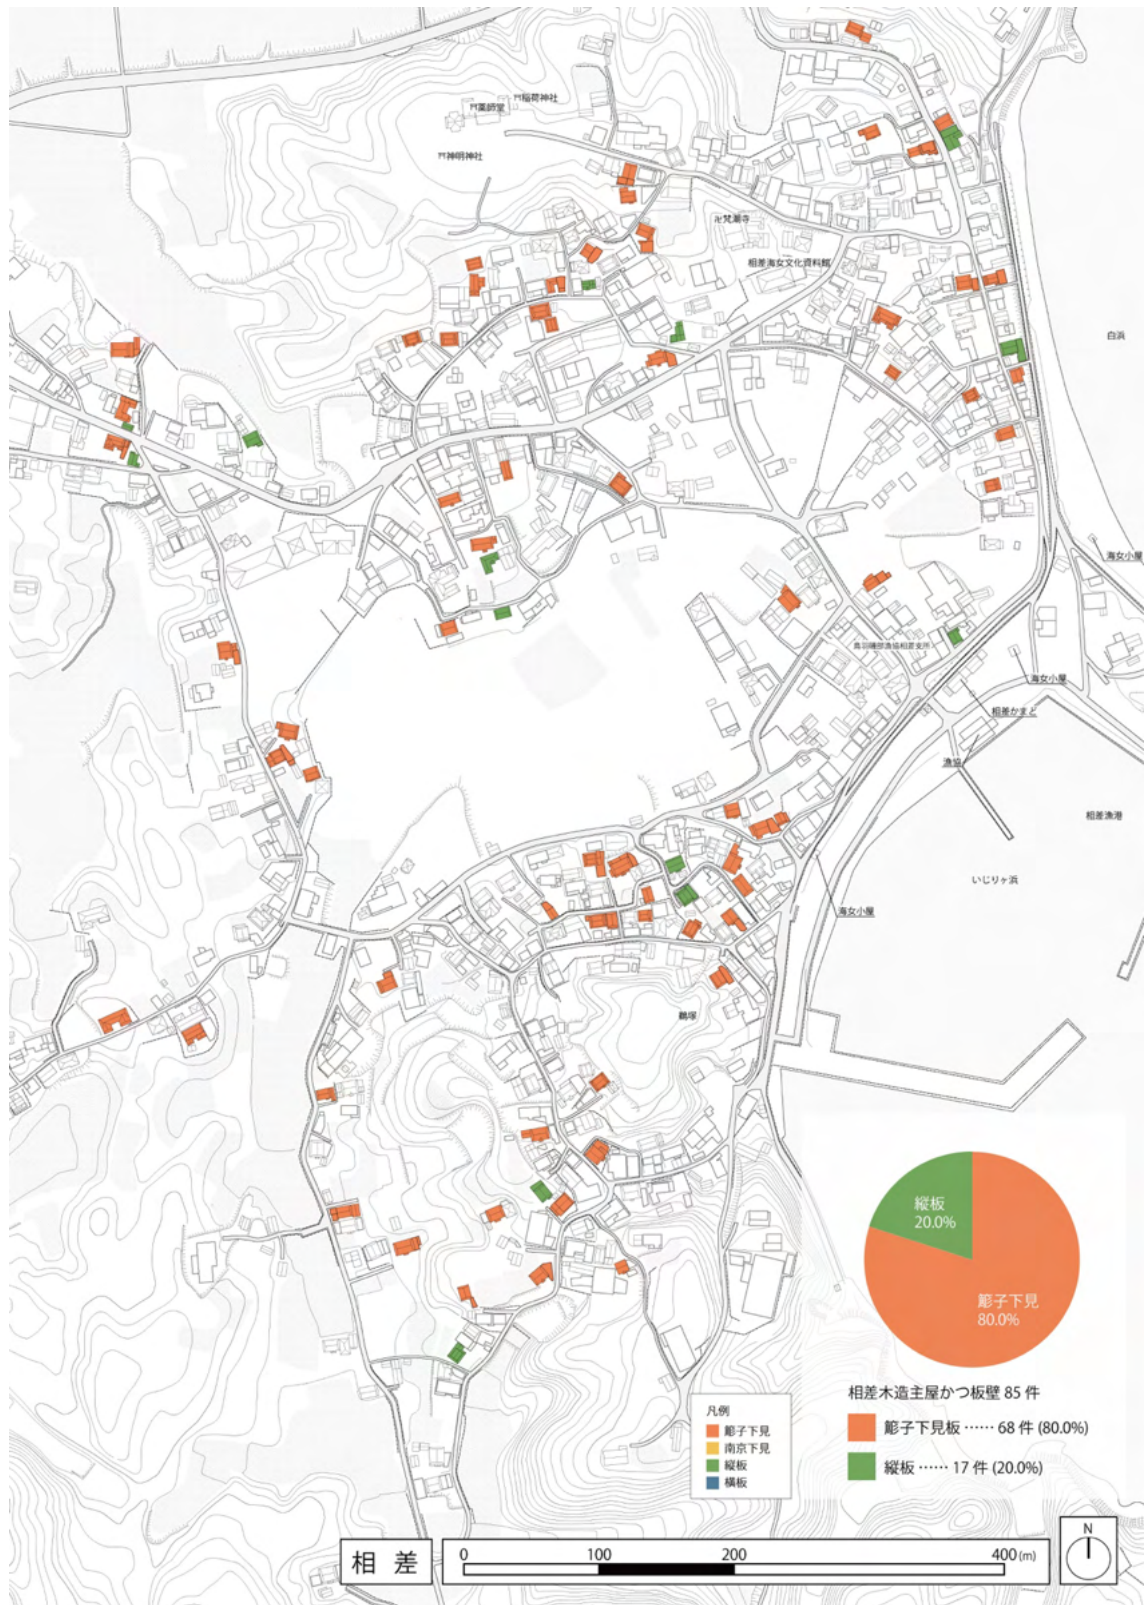 卍稲荷神社
卍薬師堂
卍神明神社
卍梵潮寺
相差海女文化資料館
白浜
海女小屋
鳥羽磯部漁協相差支所
海女小屋
相差かまど
漁協
相差漁港
いじりヶ浜
海女小屋
鵜塚
縦板
20.0%
簓子下見
80.0%
相差木造主屋かつ板壁 85 件
簓子下見板 …… 68 件 (80.0%)
縦板 …… 17 件 (20.0%)
凡例
簓子下見
南京下見
縦板
横板
相 差
0 100 200 400 (m)
N